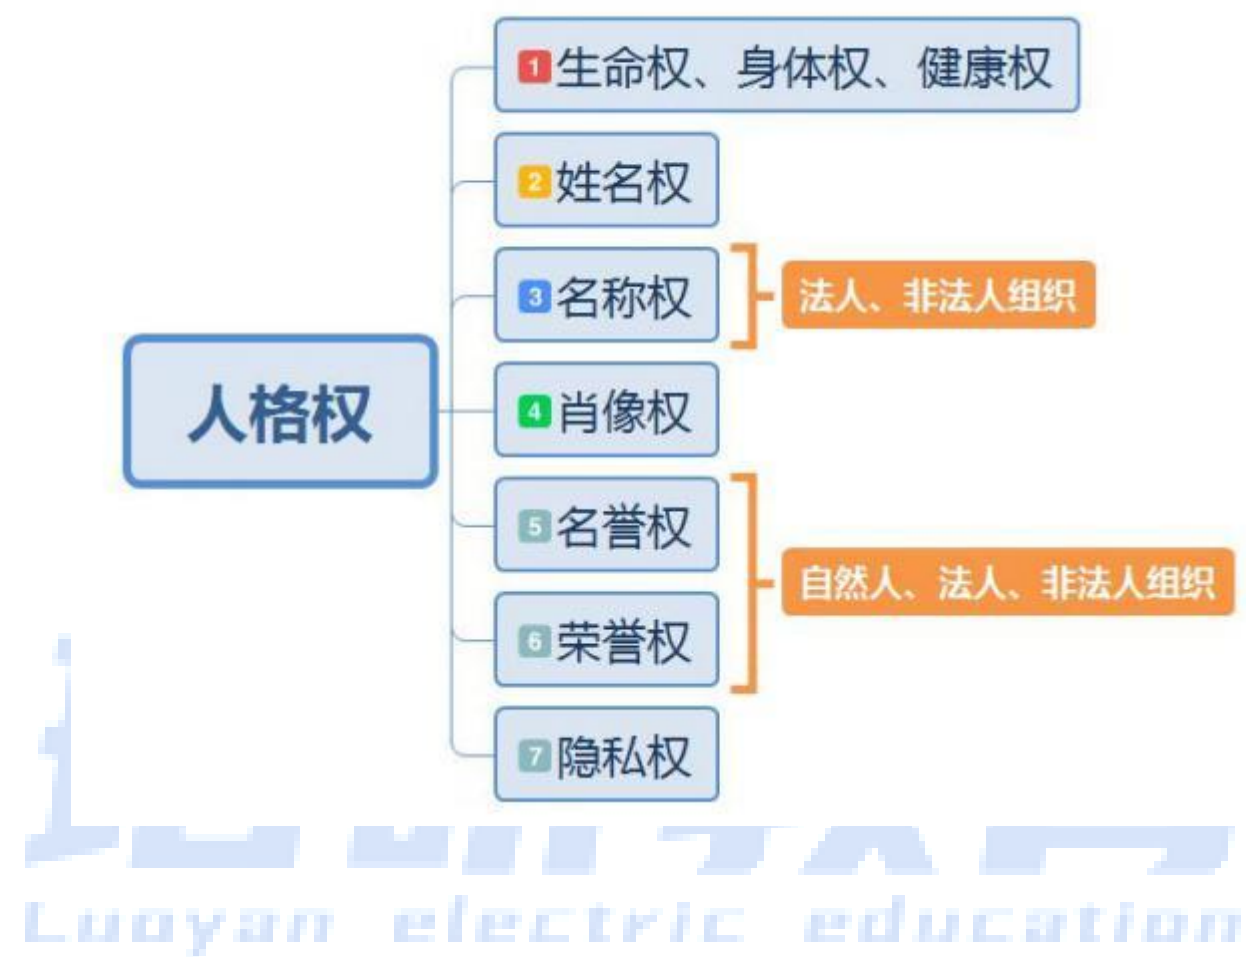 1 生命权、身体权、健康权
2 姓名权
3 名称权
法人、非法人组织
人格权
4 肖像权
5 名誉权
自然人、法人、非法人组织
6 荣誉权
7 隐私权
Luoyan electric education